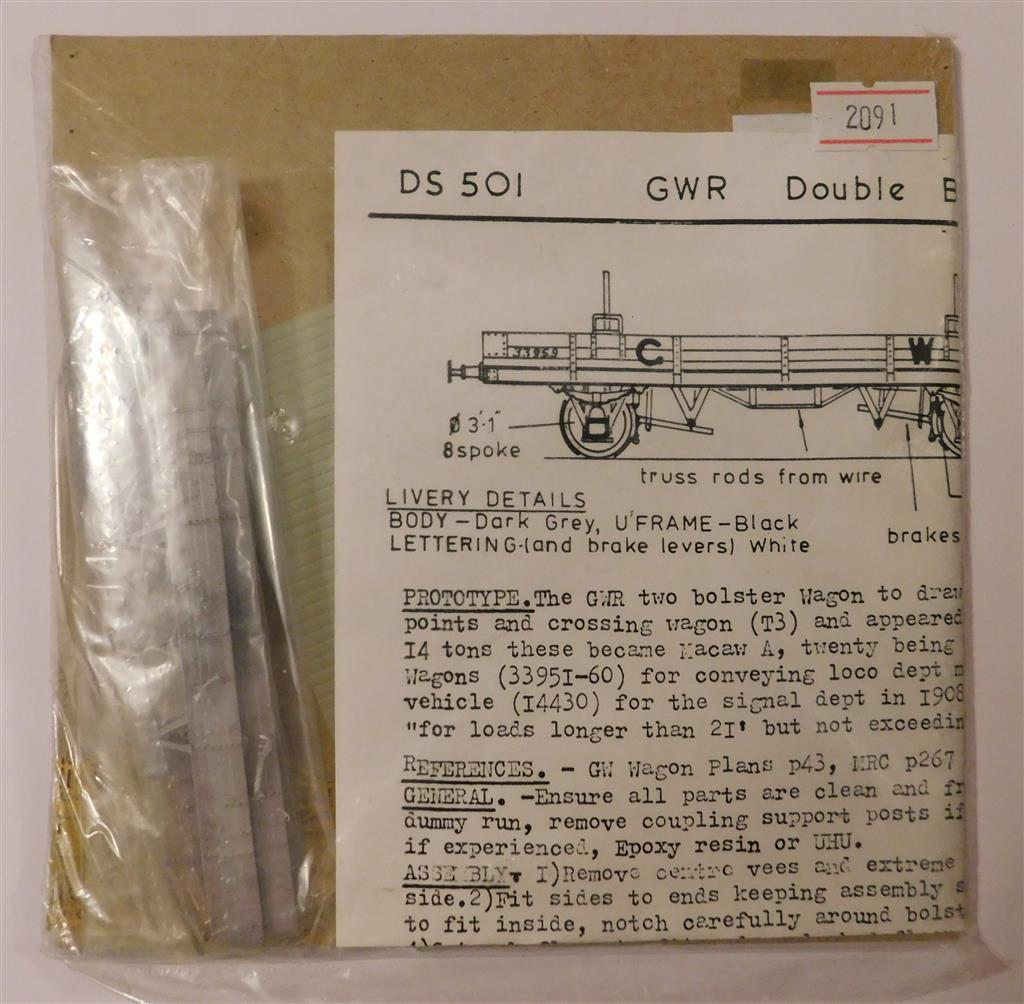 2091
DS 501 GWR Double B
33959 C W
ø 3'·1"
8 spoke
truss rods from wire
LIVERY DETAILS
BODY – Dark Grey, U'FRAME – Black
LETTERING-(and brake levers) White
brakes
PROTOTYPE. The GWR two bolster Wagon to draw
points and crossing wagon (T3) and appeared
I4 tons these became Macaw A, twenty being
Wagons (3395I-60) for conveying loco dept m
vehicle (I4430) for the signal dept in I908
"for loads longer than 2I' but not exceedin
REFERENCES. - GW Wagon Plans p43, MRC p267
GENERAL. -Ensure all parts are clean and fr
dummy run, remove coupling support posts if
if experienced, Epoxy resin or UHU.
ASSEMBLY. I)Remove centre vees and extreme
side.2)Fit sides to ends keeping assembly s
to fit inside, notch carefully around bolst